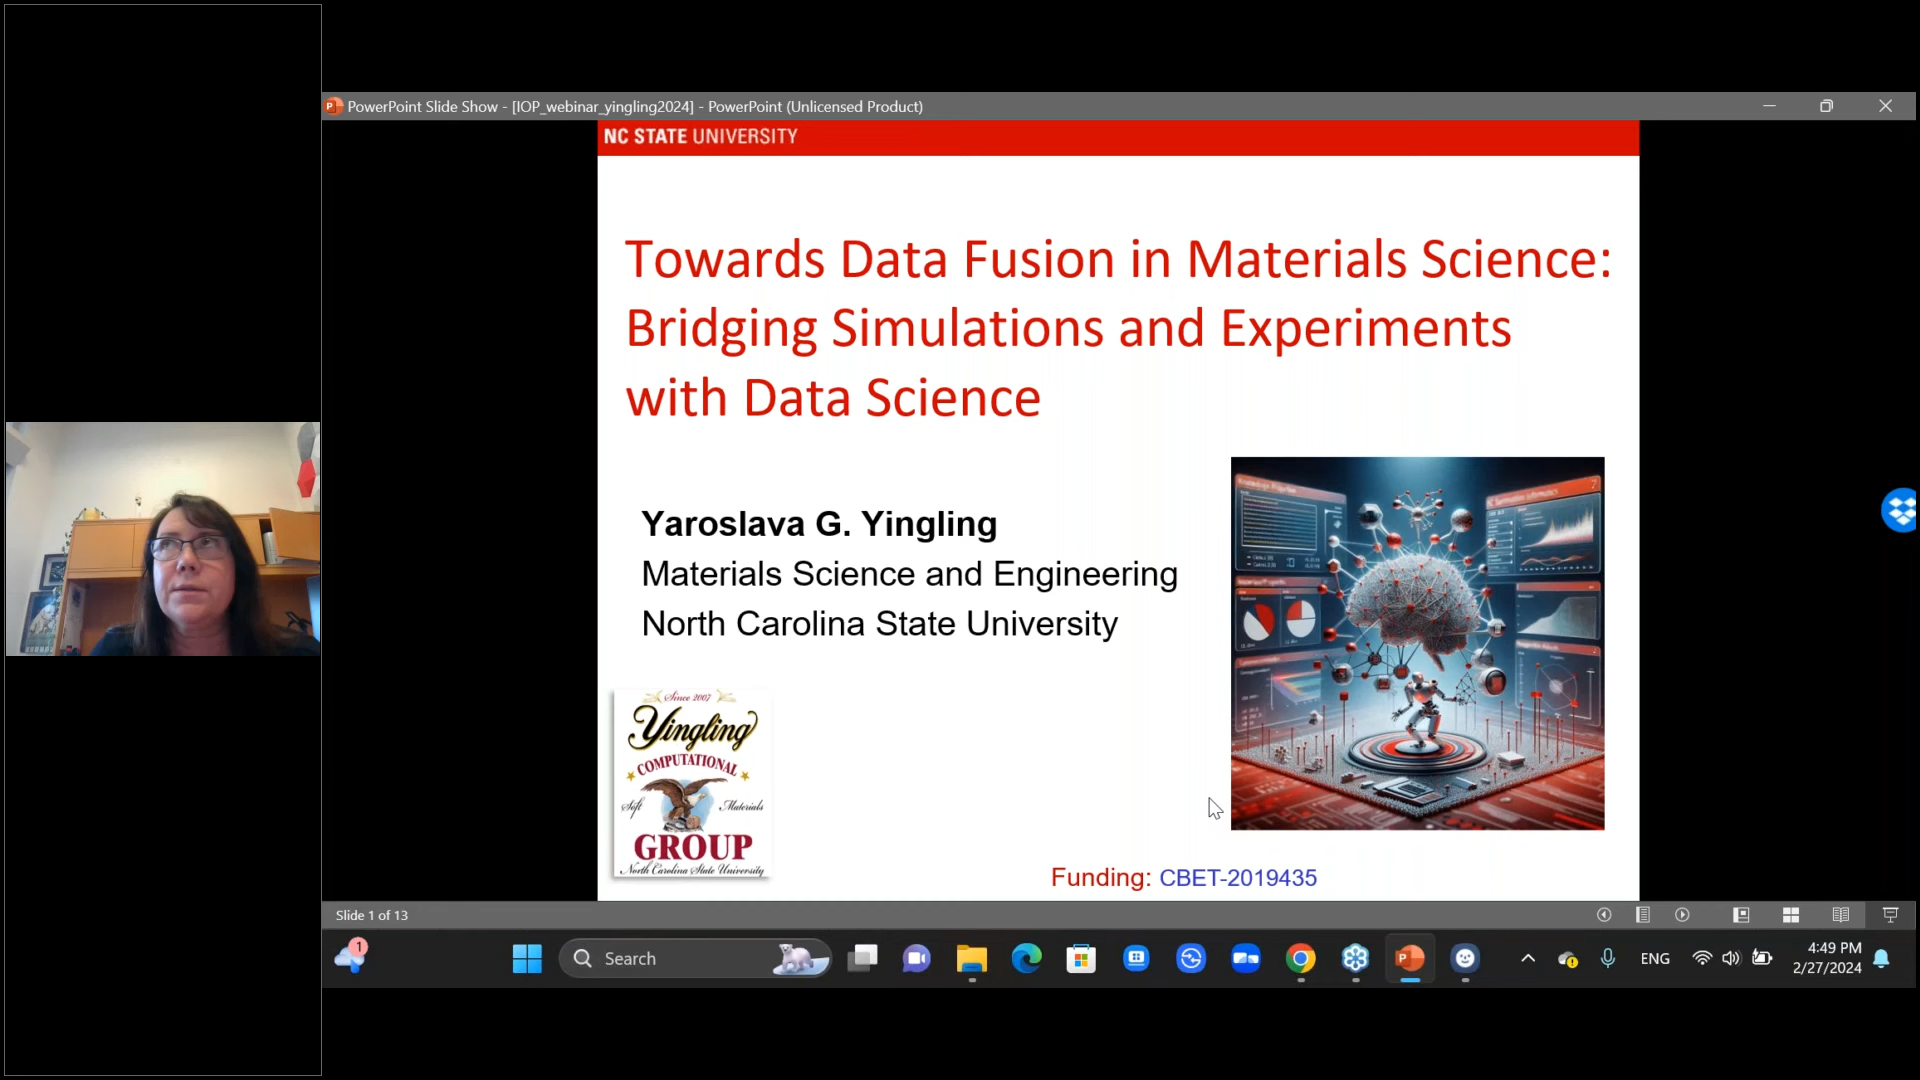 PowerPoint Slide Show - [IOP_webinar_yingling2024] - PowerPoint (Unlicensed Product)
NC STATE UNIVERSITY
Towards Data Fusion in Materials Science:
Bridging Simulations and Experiments
with Data Science
Yaroslava G. Yingling
Materials Science and Engineering
North Carolina State University
Since 2007
Yingling
COMPUTATIONAL
Soft Materials
GROUP
North Carolina State University
Funding: CBET-2019435
Slide 1 of 13
1
Search
ENG
4:49 PM
2/27/2024